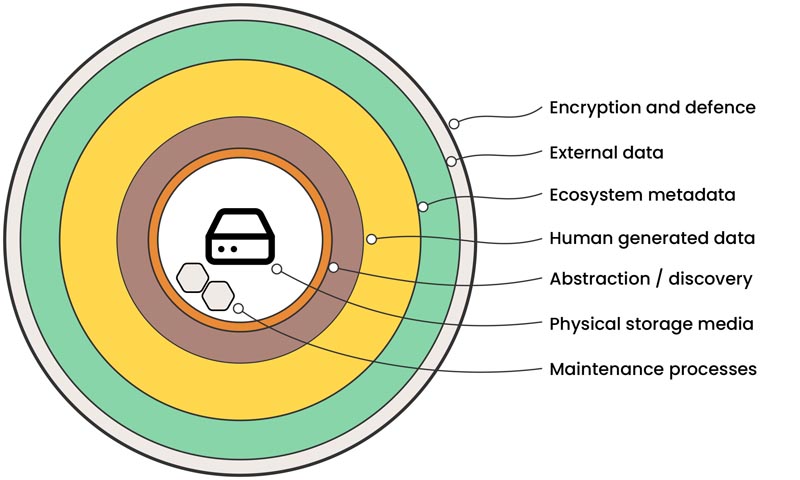 Encryption and defence
External data
Ecosystem metadata
Human generated data
Abstraction / discovery
Physical storage media
Maintenance processes